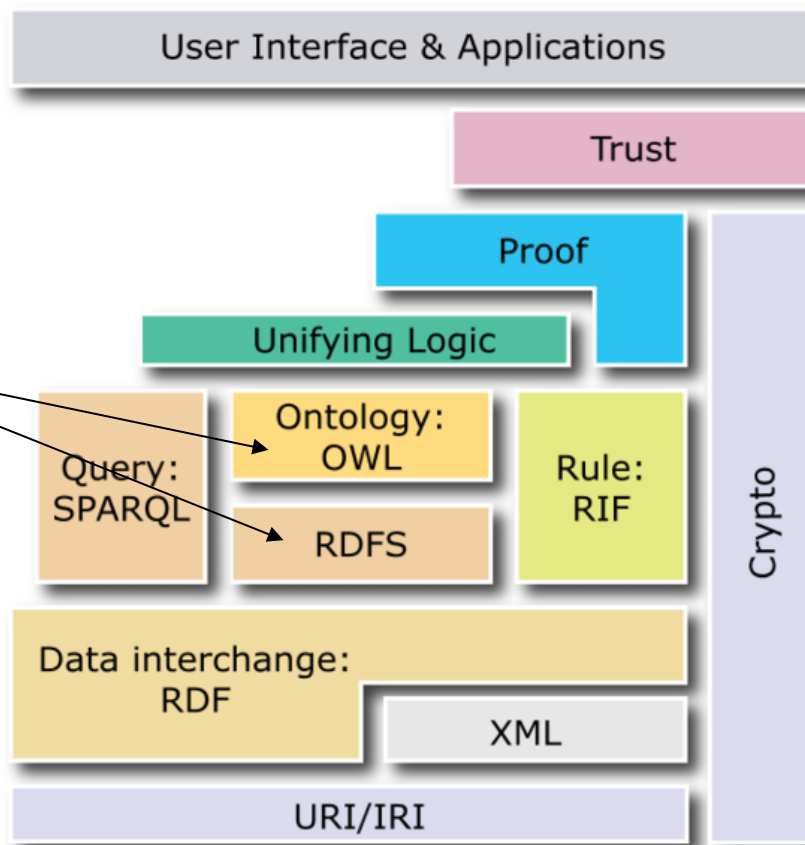 User Interface & Applications
Trust
Proof
Unifying Logic
Query:
SPARQL
Ontology:
OWL
RDFS
Rule:
RIF
Crypto
Data interchange:
RDF
XML
URI/IRI